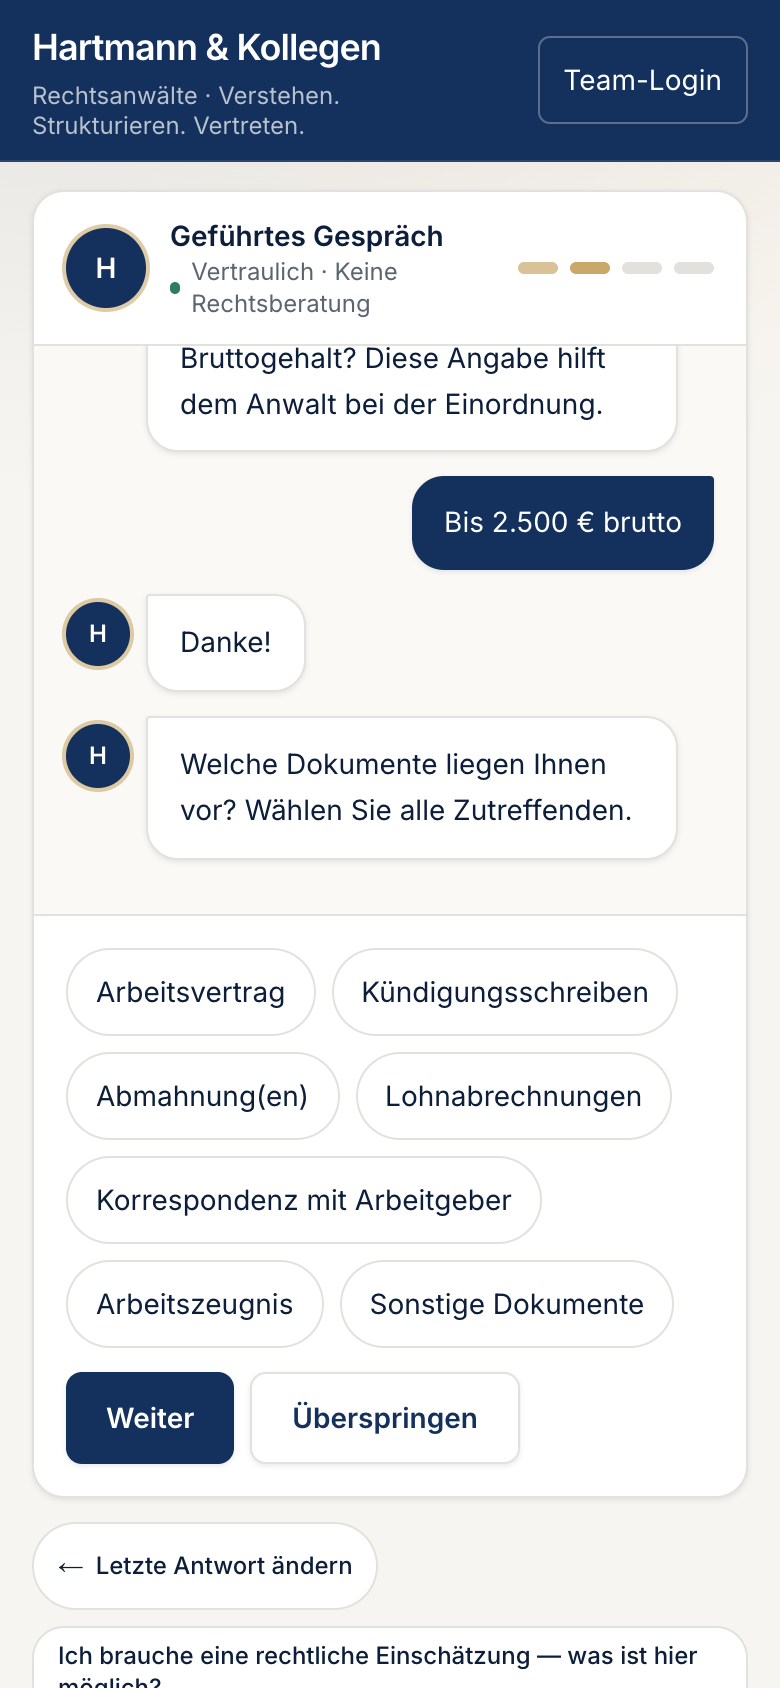 Hartmann & Kollegen
Rechtsanwälte · Verstehen.
Strukturieren. Vertreten.
Team-Login
H
Geführtes Gespräch
Vertraulich · Keine
Rechtsberatung
Bruttogehalt? Diese Angabe hilft
dem Anwalt bei der Einordnung.
Bis 2.500 € brutto
H
Danke!
H
Welche Dokumente liegen Ihnen
vor? Wählen Sie alle Zutreffenden.
Arbeitsvertrag
Kündigungsschreiben
Abmahnung(en)
Lohnabrechnungen
Korrespondenz mit Arbeitgeber
Arbeitszeugnis
Sonstige Dokumente
Weiter
Überspringen
← Letzte Antwort ändern
Ich brauche eine rechtliche Einschätzung — was ist hier
möglich?